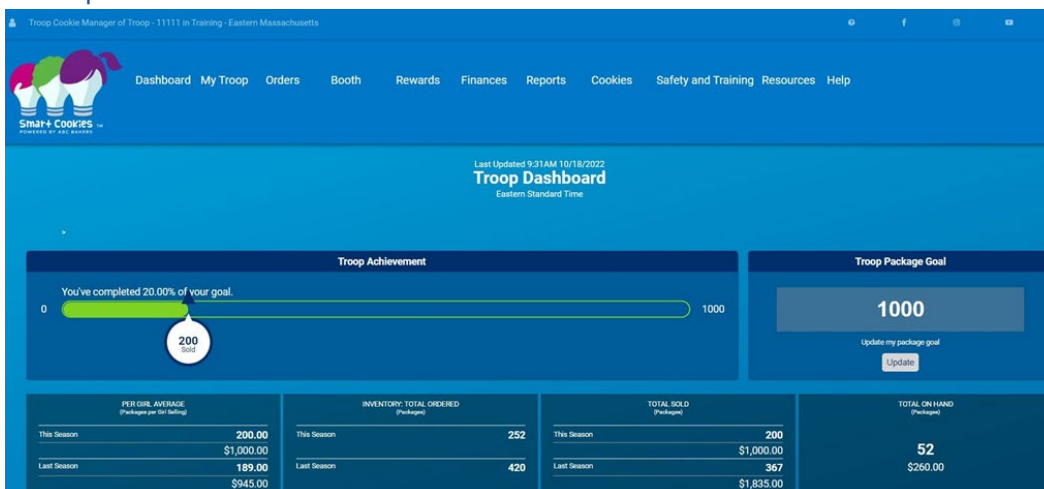 Troop Cookie Manager of Troop - 11111 in Training - Eastern Massachusetts
Dashboard My Troop Orders Booth Rewards Finances Reports Cookies Safety and Training Resources Help
Smart Cookies TM
POWERED BY ABC BAKERS
Last Updated 9:31AM 10/18/2022
Troop Dashboard
Eastern Standard Time
>
Troop Achievement
You've completed 20.00% of your goal.
0
1000
200
Sold
Troop Package Goal
1000
Update my package goal
Update
PER GIRL AVERAGE
(Packages per Girl Selling)
This Season 200.00
$1,000.00
Last Season 189.00
$945.00
INVENTORY: TOTAL ORDERED
(Packages)
This Season 252
Last Season 420
TOTAL SOLD
(Packages)
This Season 200
$1,000.00
Last Season 367
$1,835.00
TOTAL ON HAND
(Packages)
52
$260.00